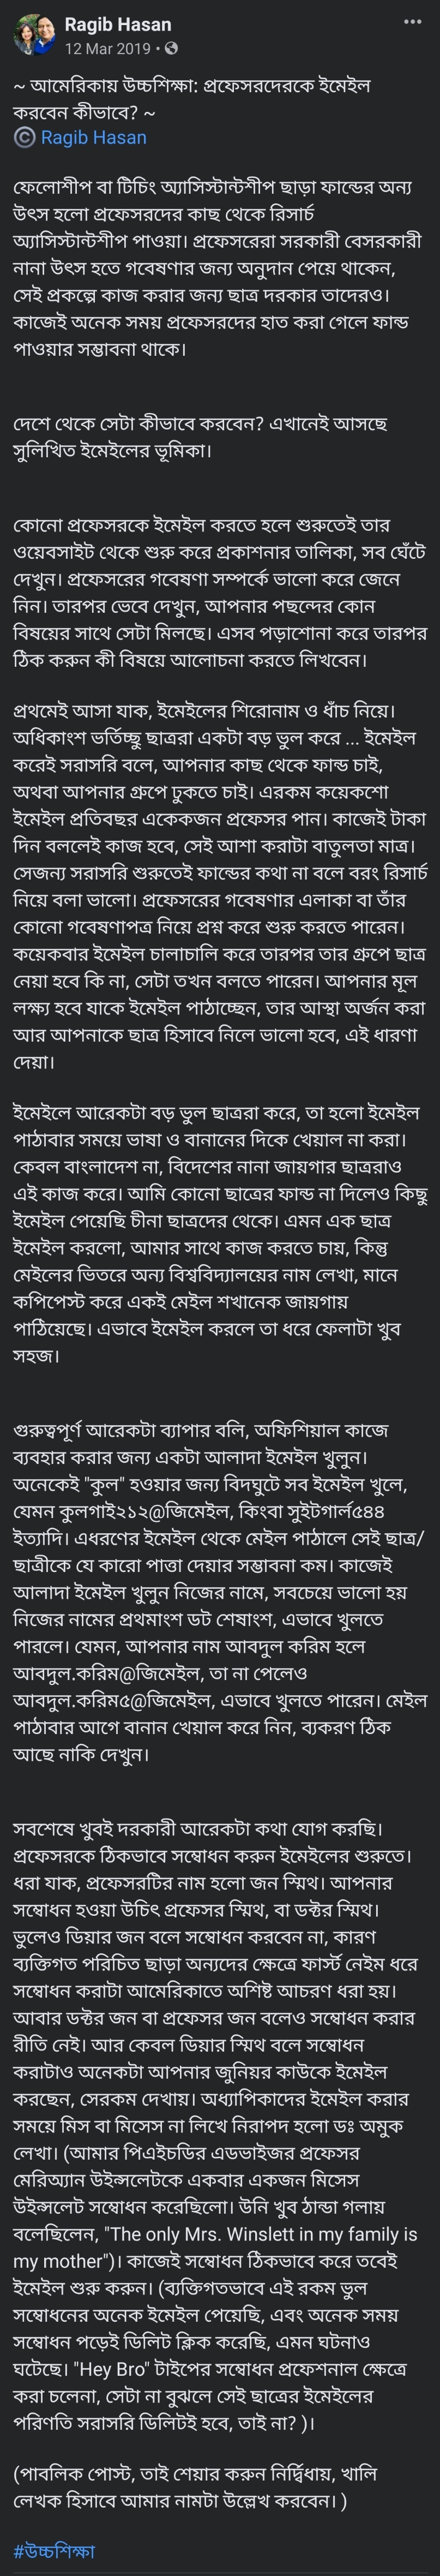 Ragib Hasan
12 Mar 2019 •
~ আমেরিকায় উচ্চশিক্ষা: প্রফেসরদেরকে ইমেইল
করবেন কীভাবে? ~
© Ragib Hasan
ফেলোশীপ বা টিচিং অ্যাসিস্টান্টশীপ ছাড়া ফান্ডের অন্য
উৎস হলো প্রফেসরদের কাছ থেকে রিসার্চ
অ্যাসিস্টান্টশীপ পাওয়া। প্রফেসরেরা সরকারী বেসরকারী
নানা উৎস হতে গবেষণার জন্য অনুদান পেয়ে থাকেন,
সেই প্রকল্পে কাজ করার জন্য ছাত্র দরকার তাদেরও।
কাজেই অনেক সময় প্রফেসরদের হাত করা গেলে ফান্ড
পাওয়ার সম্ভাবনা থাকে।
দেশে থেকে সেটা কীভাবে করবেন? এখানেই আসছে
সুলিখিত ইমেইলের ভূমিকা।
কোনো প্রফেসরকে ইমেইল করতে হলে শুরুতেই তার
ওয়েবসাইট থেকে শুরু করে প্রকাশনার তালিকা, সব ঘেঁটে
দেখুন। প্রফেসরের গবেষণা সম্পর্কে ভালো করে জেনে
নিন। তারপর ভেবে দেখুন, আপনার পছন্দের কোন
বিষয়ের সাথে সেটা মিলছে। এসব পড়াশোনা করে তারপর
ঠিক করুন কী বিষয়ে আলোচনা করতে লিখবেন।
প্রথমেই আসা যাক, ইমেইলের শিরোনাম ও ধাঁচ নিয়ে।
অধিকাংশ ভর্তিচ্ছু ছাত্ররা একটা বড় ভুল করে ... ইমেইল
করেই সরাসরি বলে, আপনার কাছ থেকে ফান্ড চাই,
অথবা আপনার গ্রুপে ঢুকতে চাই। এরকম কয়েকশো
ইমেইল প্রতিবছর একেকজন প্রফেসর পান। কাজেই টাকা
দিন বললেই কাজ হবে, সেই আশা করাটা বাতুলতা মাত্র।
সেজন্য সরাসরি শুরুতেই ফান্ডের কথা না বলে বরং রিসার্চ
নিয়ে বলা ভালো। প্রফেসরের গবেষণার এলাকা বা তাঁর
কোনো গবেষণাপত্র নিয়ে প্রশ্ন করে শুরু করতে পারেন।
কয়েকবার ইমেইল চালাচালি করে তারপর তার গ্রুপে ছাত্র
নেয়া হবে কি না, সেটা তখন বলতে পারেন। আপনার মূল
লক্ষ্য হবে যাকে ইমেইল পাঠাচ্ছেন, তার আস্থা অর্জন করা
আর আপনাকে ছাত্র হিসাবে নিলে ভালো হবে, এই ধারণা
দেয়া।
ইমেইলে আরেকটা বড় ভুল ছাত্ররা করে, তা হলো ইমেইল
পাঠাবার সময়ে ভাষা ও বানানের দিকে খেয়াল না করা।
কেবল বাংলাদেশ না, বিদেশের নানা জায়গার ছাত্ররাও
এই কাজ করে। আমি কোনো ছাত্রের ফান্ড না দিলেও কিছু
ইমেইল পেয়েছি চীনা ছাত্রদের থেকে। এমন এক ছাত্র
ইমেইল করলো, আমার সাথে কাজ করতে চায়, কিন্তু
মেইলের ভিতরে অন্য বিশ্ববিদ্যালয়ের নাম লেখা, মানে
কপিপেস্ট করে একই মেইল শখানেক জায়গায়
পাঠিয়েছে। এভাবে ইমেইল করলে তা ধরে ফেলাটা খুব
সহজ।
গুরুত্বপূর্ণ আরেকটা ব্যাপার বলি, অফিশিয়াল কাজে
ব্যবহার করার জন্য একটা আলাদা ইমেইল খুলুন।
অনেকেই "কুল" হওয়ার জন্য বিদঘুটে সব ইমেইল খুলে,
যেমন কুলগাই২১২@জিমেইল, কিংবা সুইটগার্ল৫৪৪
ইত্যাদি। এধরণের ইমেইল থেকে মেইল পাঠালে সেই ছাত্র/
ছাত্রীকে যে কারো পাত্তা দেয়ার সম্ভাবনা কম। কাজেই
আলাদা ইমেইল খুলুন নিজের নামে, সবচেয়ে ভালো হয়
নিজের নামের প্রথমাংশ ডট শেষাংশ, এভাবে খুলতে
পারলে। যেমন, আপনার নাম আবদুল করিম হলে
আবদুল.করিম@জিমেইল, তা না পেলেও
আবদুল.করিম৫@জিমেইল, এভাবে খুলতে পারেন। মেইল
পাঠাবার আগে বানান খেয়াল করে নিন, ব্যকরণ ঠিক
আছে নাকি দেখুন।
সবশেষে খুবই দরকারী আরেকটা কথা যোগ করছি।
প্রফেসরকে ঠিকভাবে সম্বোধন করুন ইমেইলের শুরুতে।
ধরা যাক, প্রফেসরটির নাম হলো জন স্মিথ। আপনার
সম্বোধন হওয়া উচিৎ প্রফেসর স্মিথ, বা ডক্টর স্মিথ।
ভুলেও ডিয়ার জন বলে সম্বোধন করবেন না, কারণ
ব্যক্তিগত পরিচিত ছাড়া অন্যদের ক্ষেত্রে ফার্স্ট নেইম ধরে
সম্বোধন করাটা আমেরিকাতে অশিষ্ট আচরণ ধরা হয়।
আবার ডক্টর জন বা প্রফেসর জন বলেও সম্বোধন করার
রীতি নেই। আর কেবল ডিয়ার স্মিথ বলে সম্বোধন
করাটাও অনেকটা আপনার জুনিয়র কাউকে ইমেইল
করছেন, সেরকম দেখায়। অধ্যাপিকাদের ইমেইল করার
সময়ে মিস বা মিসেস না লিখে নিরাপদ হলো ডঃ অমুক
লেখা। (আমার পিএইচডির এডভাইজর প্রফেসর
মেরিঅ্যান উইন্সলেটকে একবার একজন মিসেস
উইন্সলেট সম্বোধন করেছিলো। উনি খুব ঠান্ডা গলায়
বলেছিলেন, "The only Mrs. Winslett in my family is
my mother")। কাজেই সম্বোধন ঠিকভাবে করে তবেই
ইমেইল শুরু করুন। (ব্যক্তিগতভাবে এই রকম ভুল
সম্বোধনের অনেক ইমেইল পেয়েছি, এবং অনেক সময়
সম্বোধন পড়েই ডিলিট ক্লিক করেছি, এমন ঘটনাও
ঘটেছে। "Hey Bro" টাইপের সম্বোধন প্রফেশনাল ক্ষেত্রে
করা চলেনা, সেটা না বুঝলে সেই ছাত্রের ইমেইলের
পরিণতি সরাসরি ডিলিটই হবে, তাই না? )।
(পাবলিক পোস্ট, তাই শেয়ার করুন নির্দ্বিধায়, খালি
লেখক হিসাবে আমার নামটা উল্লেখ করবেন। )
#উচ্চশিক্ষা